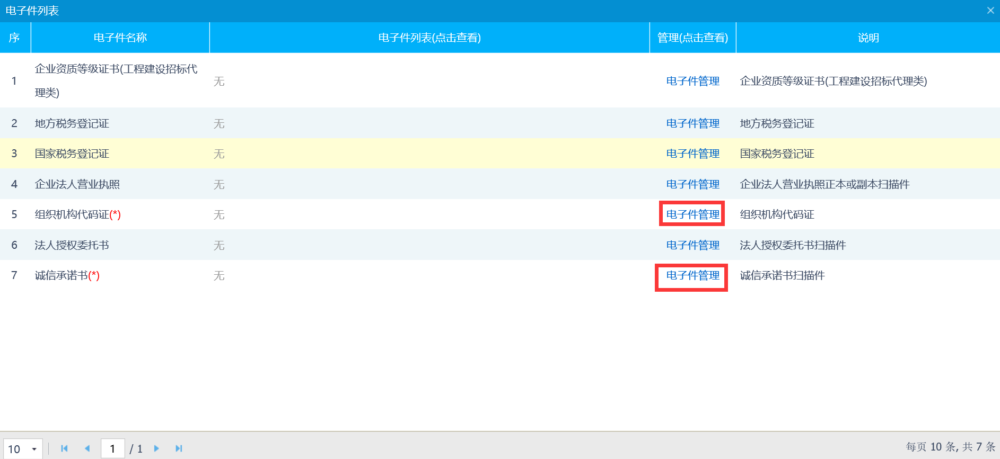 电子件列表
序 电子件名称 电子件列表(点击查看) 管理(点击查看) 说明
1 企业资质等级证书(工程建设招标代
理类) 无 电子件管理 企业资质等级证书(工程建设招标代理类)
2 地方税务登记证 无 电子件管理 地方税务登记证
3 国家税务登记证 无 电子件管理 国家税务登记证
4 企业法人营业执照 无 电子件管理 企业法人营业执照正本或副本扫描件
5 组织机构代码证(*) 无 电子件管理 组织机构代码证
6 法人授权委托书 无 电子件管理 法人授权委托书扫描件
7 诚信承诺书(*) 无 电子件管理 诚信承诺书扫描件
10 1 / 1 每页 10 条, 共 7 条